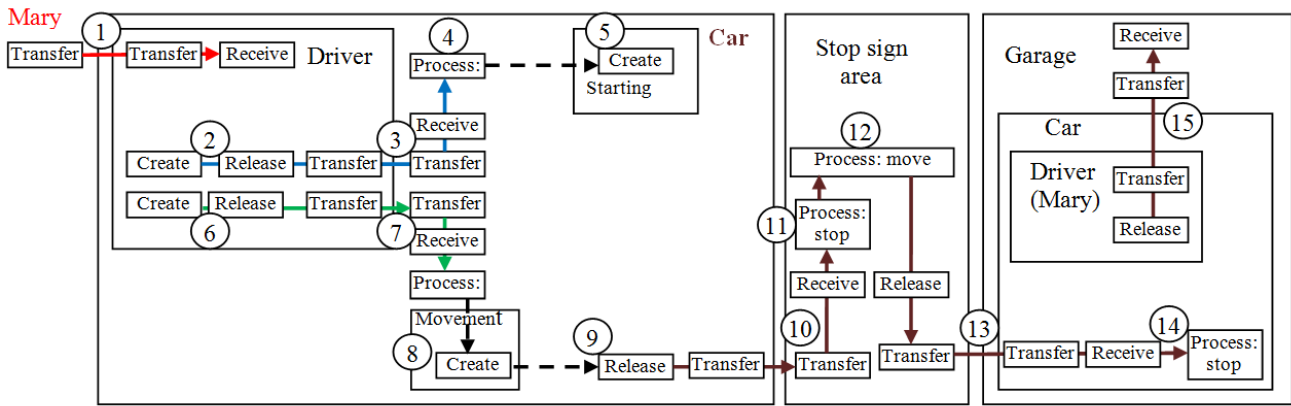 Mary
1
Transfer
Transfer
Receive
Driver
4
Process:
5
Create
Starting
Car
Receive
2
3
Create
Release
Transfer
Transfer
Create
Release
Transfer
Transfer
6
7
Receive
Process:
Movement
8
Create
9
Release
Transfer
Stop sign
area
12
Process: move
11
Process:
stop
Receive
Release
10
Transfer
Transfer
13
Garage
Receive
Transfer
15
Car
Driver
(Mary)
Transfer
Release
14
Transfer
Receive
Process:
stop